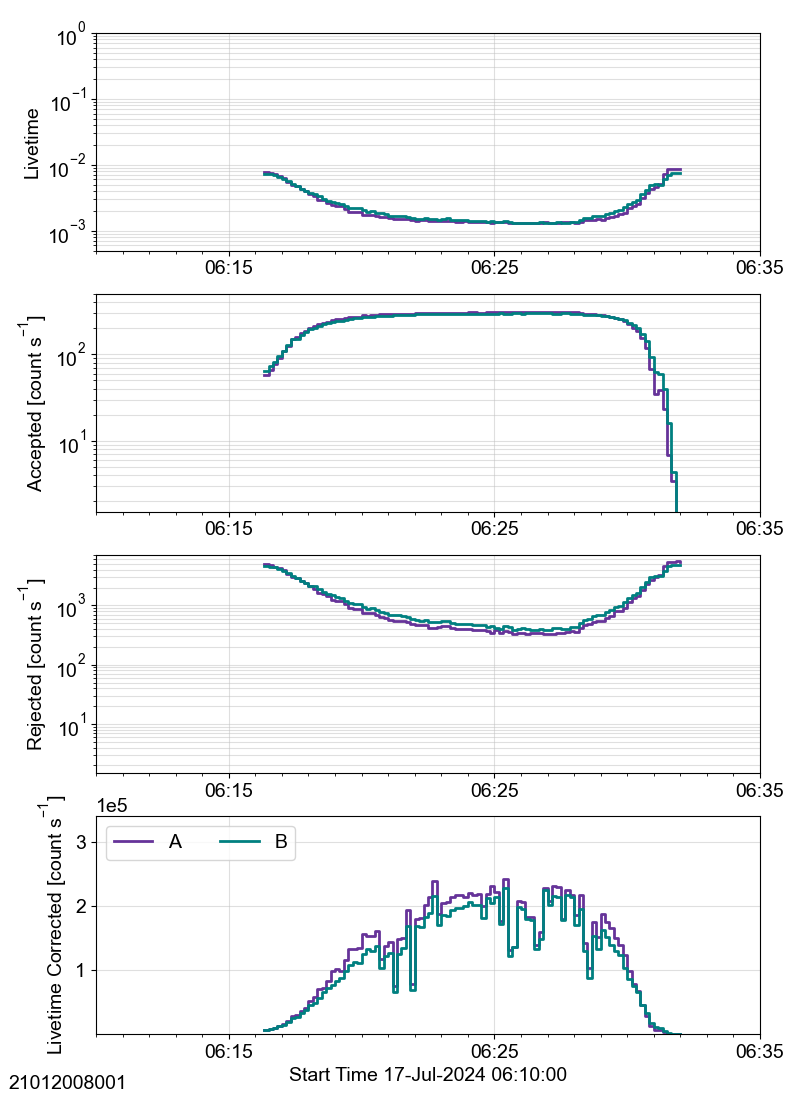 10^0
10^-1
10^-2
10^-3
Livetime
06:15 06:25 06:35
10^2
10^1
Accepted [count s^-1]
06:15 06:25 06:35
10^3
10^2
10^1
Rejected [count s^-1]
06:15 06:25 06:35
1e5
A B
3
2
1
Livetime Corrected [count s^-1]
06:15 06:25 06:35
Start Time 17-Jul-2024 06:10:00
21012008001